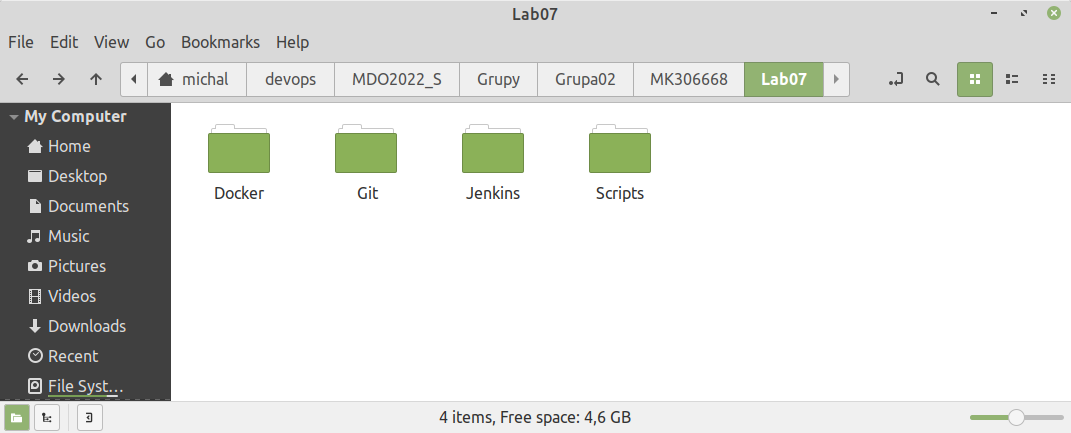 Lab07
File Edit View Go Bookmarks Help
michal devops MDO2022_S Grupy Grupa02 MK306668 Lab07
My Computer
Home
Desktop
Documents
Music
Pictures
Videos
Downloads
Recent
File Syst…
Docker Git Jenkins Scripts
4 items, Free space: 4,6 GB